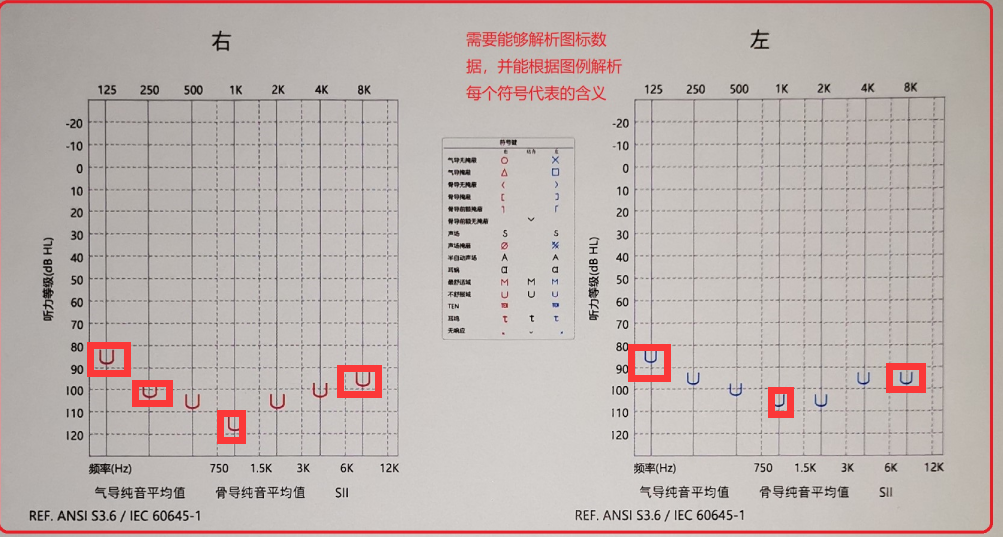 右
需要能够解析图标数
据，并能根据图例解析
每个符号代表的含义
左
125 250 500 1K 2K 4K 8K
-20
-10
0
10
20
30
40
50
60
70
80
90
100
110
120
听力等级(dB HL)
750 1.5K 3K 6K 12K
频率(Hz)
气导纯音平均值 骨导纯音平均值 SII
REF. ANSI S3.6 / IEC 60645-1
符号键
右 双耳 左
气导无掩蔽
气导掩蔽
骨导无掩蔽
骨导掩蔽
骨导前额掩蔽
骨导前额无掩蔽
声场 S S
声场掩蔽
半自动声场 A A
耳蜗
最舒适域 M M M
不舒服域 U U U
TEN
耳鸣 t t t
无响应
125 250 500 1K 2K 4K 8K
-20
-10
0
10
20
30
40
50
60
70
80
90
100
110
120
听力等级(dB HL)
750 1.5K 3K 6K 12K
频率(Hz)
气导纯音平均值 骨导纯音平均值 SII
REF. ANSI S3.6 / IEC 60645-1